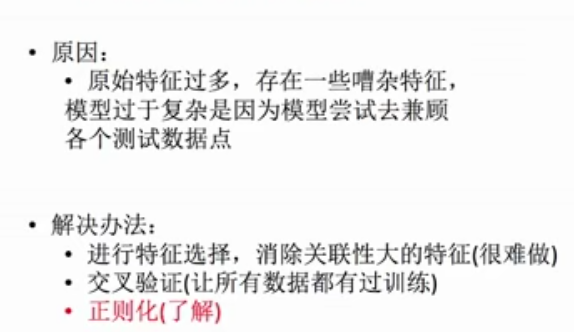 • 原因：
• 原始特征过多，存在一些嘈杂特征，
模型过于复杂是因为模型尝试去兼顾
各个测试数据点
• 解决办法：
• 进行特征选择，消除关联性大的特征(很难做)
• 交叉验证(让所有数据都有过训练)
• 正则化(了解)